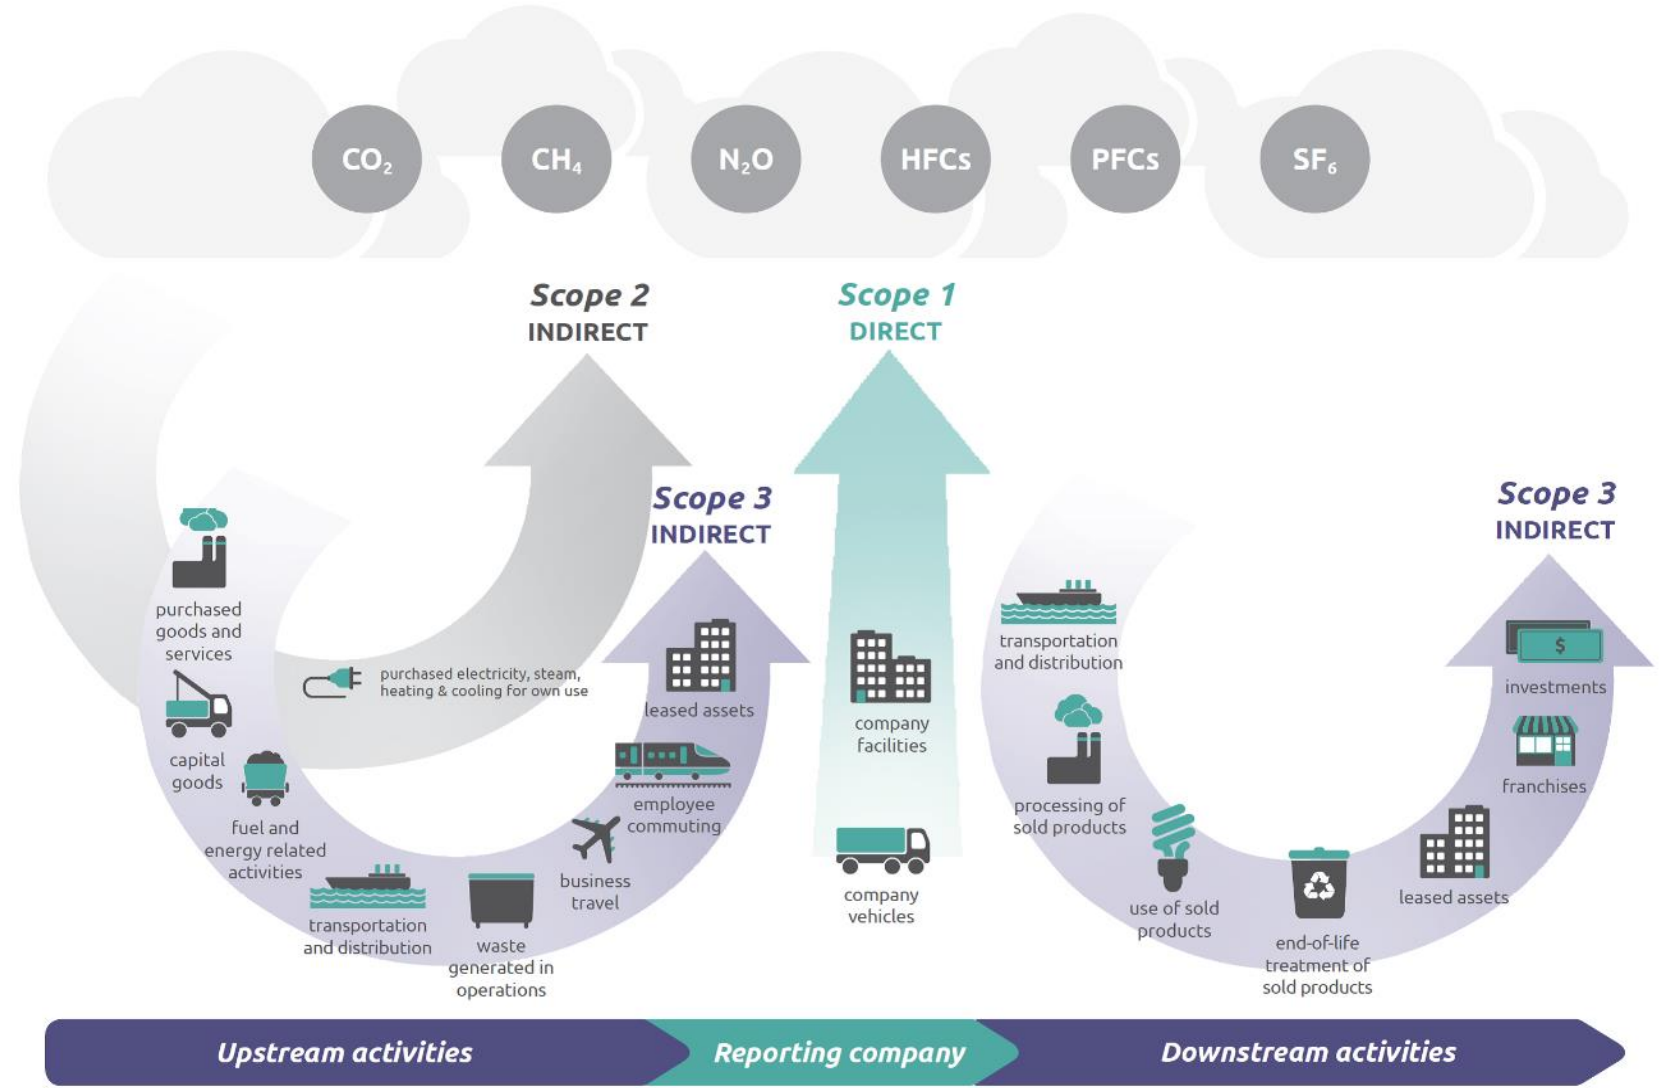 CO₂
CH₄
N₂O
HFCs
PFCs
SF₆
Scope 2
INDIRECT
Scope 1
DIRECT
Scope 3
INDIRECT
Scope 3
INDIRECT
purchased
goods and
services
capital
goods
fuel and
energy related
activities
purchased electricity, steam,
heating & cooling for own use
transportation
and distribution
waste
generated in
operations
business
travel
employee
commuting
leased assets
company
facilities
company
vehicles
transportation
and distribution
processing of
sold products
use of sold
products
end-of-life
treatment of
sold products
leased assets
franchises
$
investments
Upstream activities
Reporting company
Downstream activities